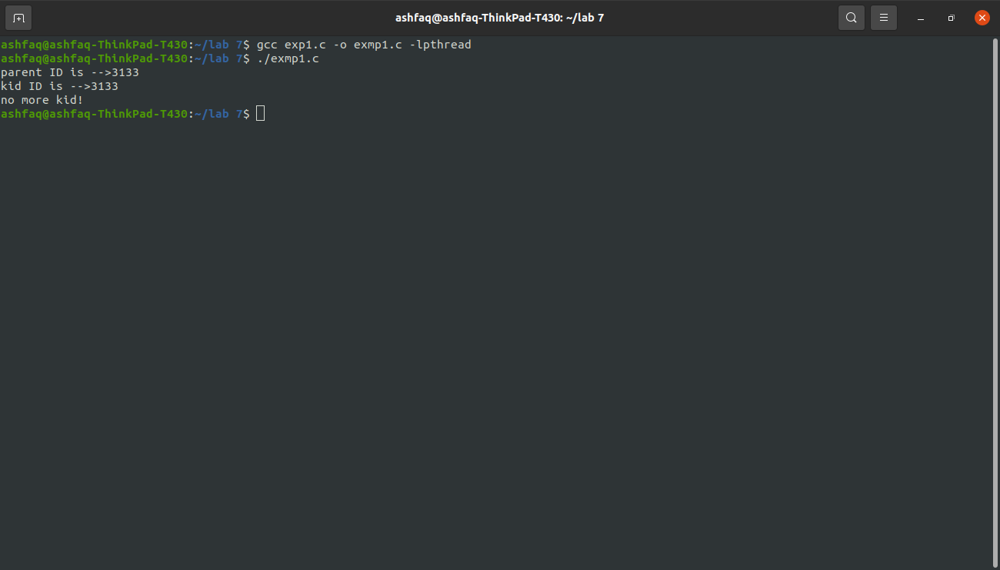 ashfaq@ashfaq-ThinkPad-T430: ~/lab 7
ashfaq@ashfaq-ThinkPad-T430:~/lab 7$ gcc exp1.c -o exmp1.c -lpthread
ashfaq@ashfaq-ThinkPad-T430:~/lab 7$ ./exmp1.c
parent ID is -->3133
kid ID is -->3133
no more kid!
ashfaq@ashfaq-ThinkPad-T430:~/lab 7$